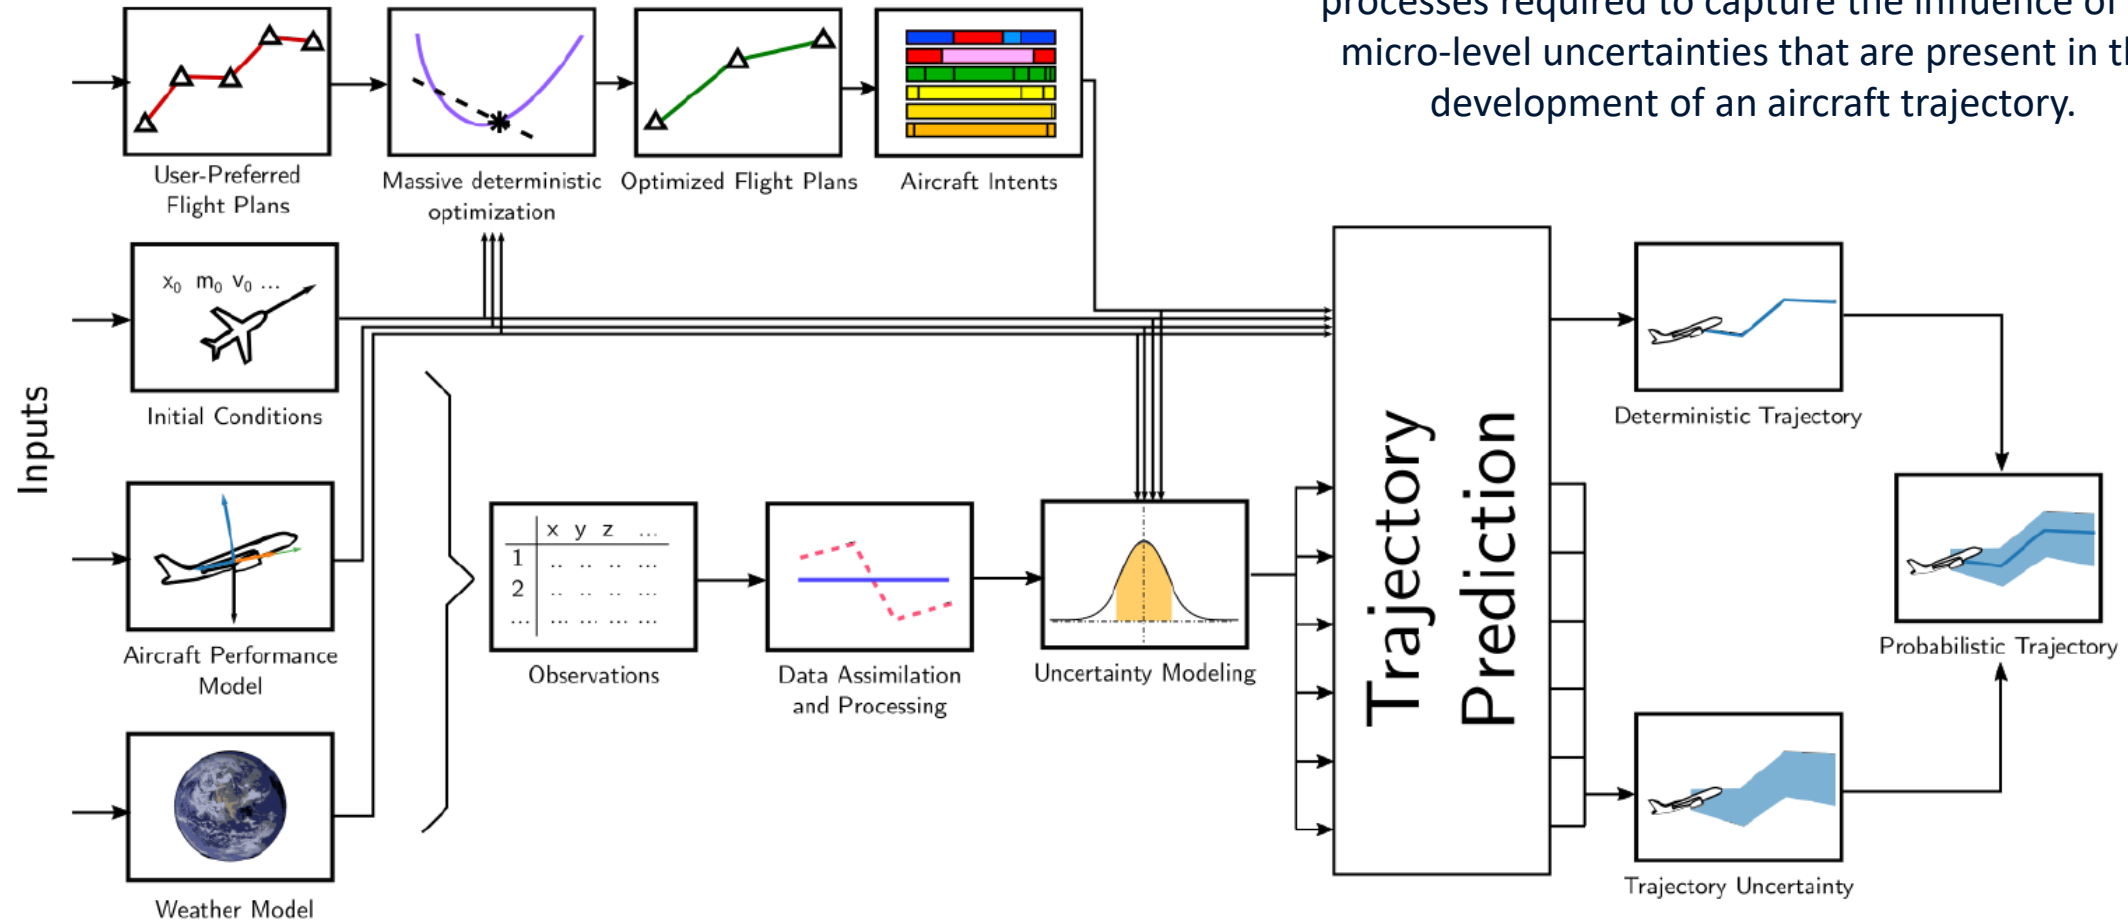 processes required to capture the influence of
micro-level uncertainties that are present in
development of an aircraft trajectory.
User-Preferred
Flight Plans
Massive deterministic
optimization
Optimized Flight Plans
Aircraft Intents
Inputs
x₀ m₀ v₀ ...
Initial Conditions
Aircraft Performance
Model
Weather Model
x y z ...
1 .. .. .. ...
2 .. .. .. ...
... ... ... ... ...
Observations
Data Assimilation
and Processing
Uncertainty Modeling
Trajectory
Prediction
Deterministic Trajectory
Probabilistic Trajectory
Trajectory Uncertainty